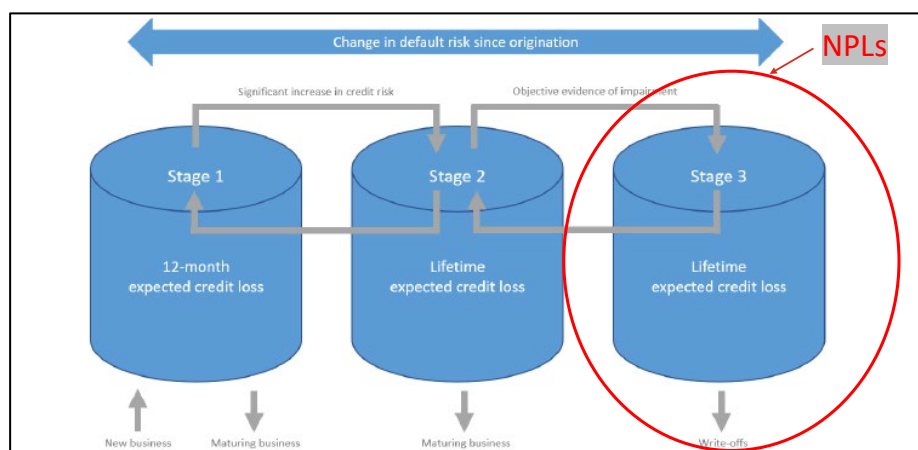 Change in default risk since origination
NPLs
Significant increase in credit risk
Objective evidence of impairment
Stage 1
Stage 2
Stage 3
12-month
expected credit loss
Lifetime
expected credit loss
Lifetime
expected credit loss
New business
Maturing business
Maturing business
Write-offs